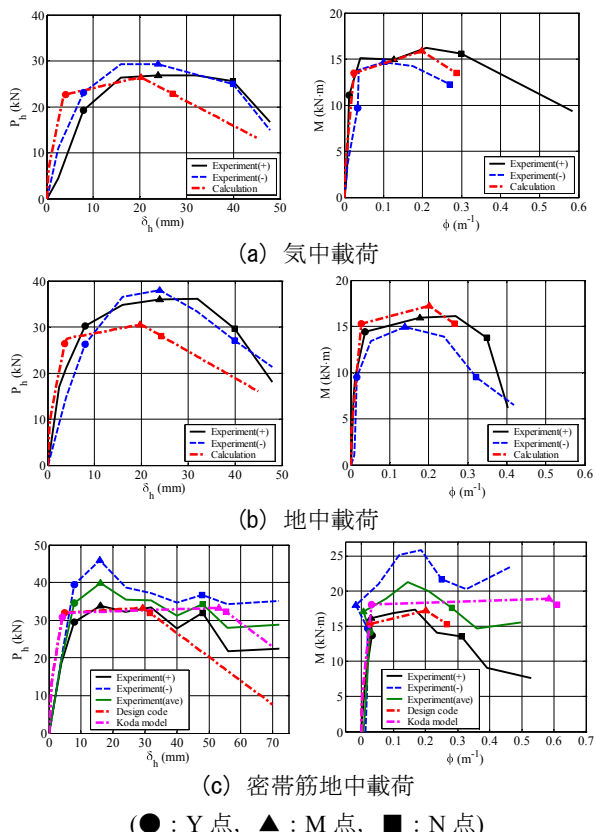 40
30
20
10
0
P_h (kN)
0 10 20 30 40 50
δ_h (mm)
Experiment(+)
Experiment(-)
Calculation
20
15
10
5
0
M (kN·m)
0 0.1 0.2 0.3 0.4 0.5 0.6
φ (m⁻¹)
Experiment(+)
Experiment(-)
Calculation
(a) 気中載荷
40
30
20
10
0
P_h (kN)
0 10 20 30 40 50
δ_h (mm)
Experiment(+)
Experiment(-)
Calculation
20
15
10
5
0
M (kN·m)
0 0.1 0.2 0.3 0.4 0.5 0.6
φ (m⁻¹)
Experiment(+)
Experiment(-)
Calculation
(b) 地中載荷
50
40
30
20
10
0
P_h (kN)
0 10 20 30 40 50 60 70
δ_h (mm)
Experiment(+)
Experiment(-)
Experiment(ave)
Design code
Koda model
25
20
15
10
5
0
M (kN·m)
0 0.1 0.2 0.3 0.4 0.5 0.6 0.7
φ (m⁻¹)
Experiment(+)
Experiment(-)
Experiment(ave)
Design code
Koda model
(c) 密帯筋地中載荷
(●：Y 点, ▲：M 点, ■：N 点)